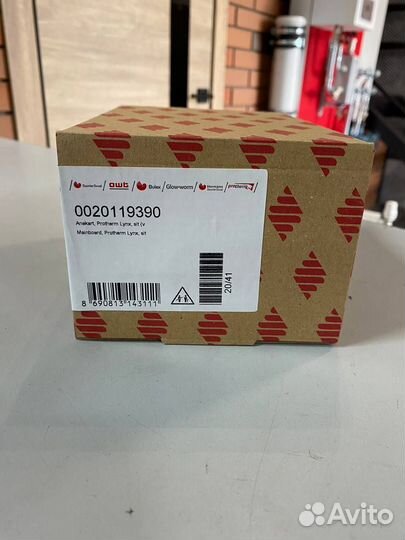 Saunier Duval / awb / Bulex / Glow-worm / protherm
0020119390
Anakart, Protherm Lynx, sit (v
Mainboard, Protherm Lynx, sit
8 690813 143111
20/41
Avito